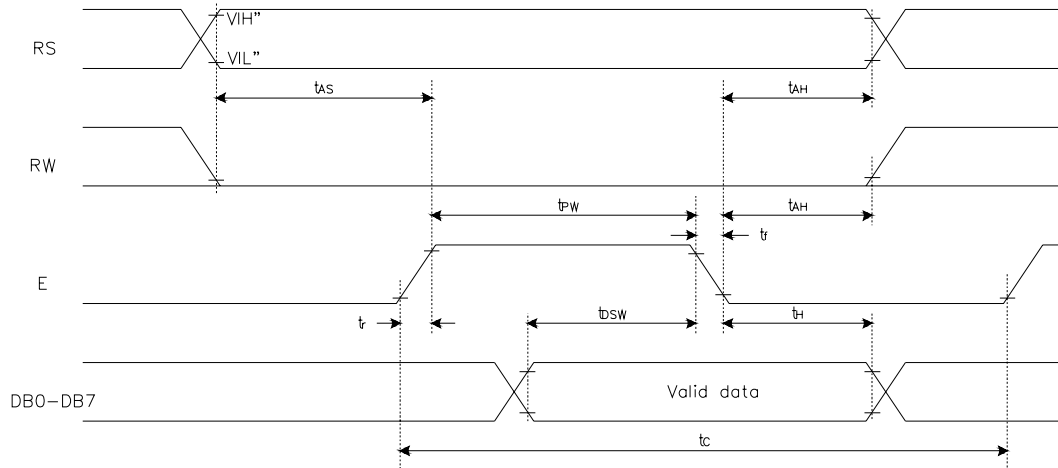 VIH”
RS
VIL”
tAS
tAH
RW
tPW
tAH
tf
E
tr
tDSW
tH
Valid data
DB0-DB7
tC